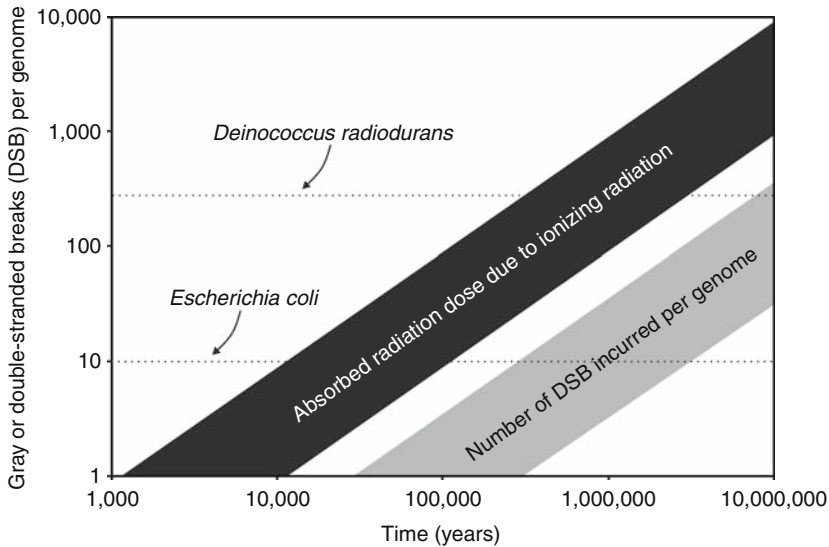 Gray or double-stranded breaks (DSB) per genome
10,000
1,000
100
10
1
Deinococcus radiodurans
Escherichia coli
Absorbed radiation dose due to ionizing radiation
Number of DSB incurred per genome
1,000
10,000
100,000
1,000,000
10,000,000
Time (years)